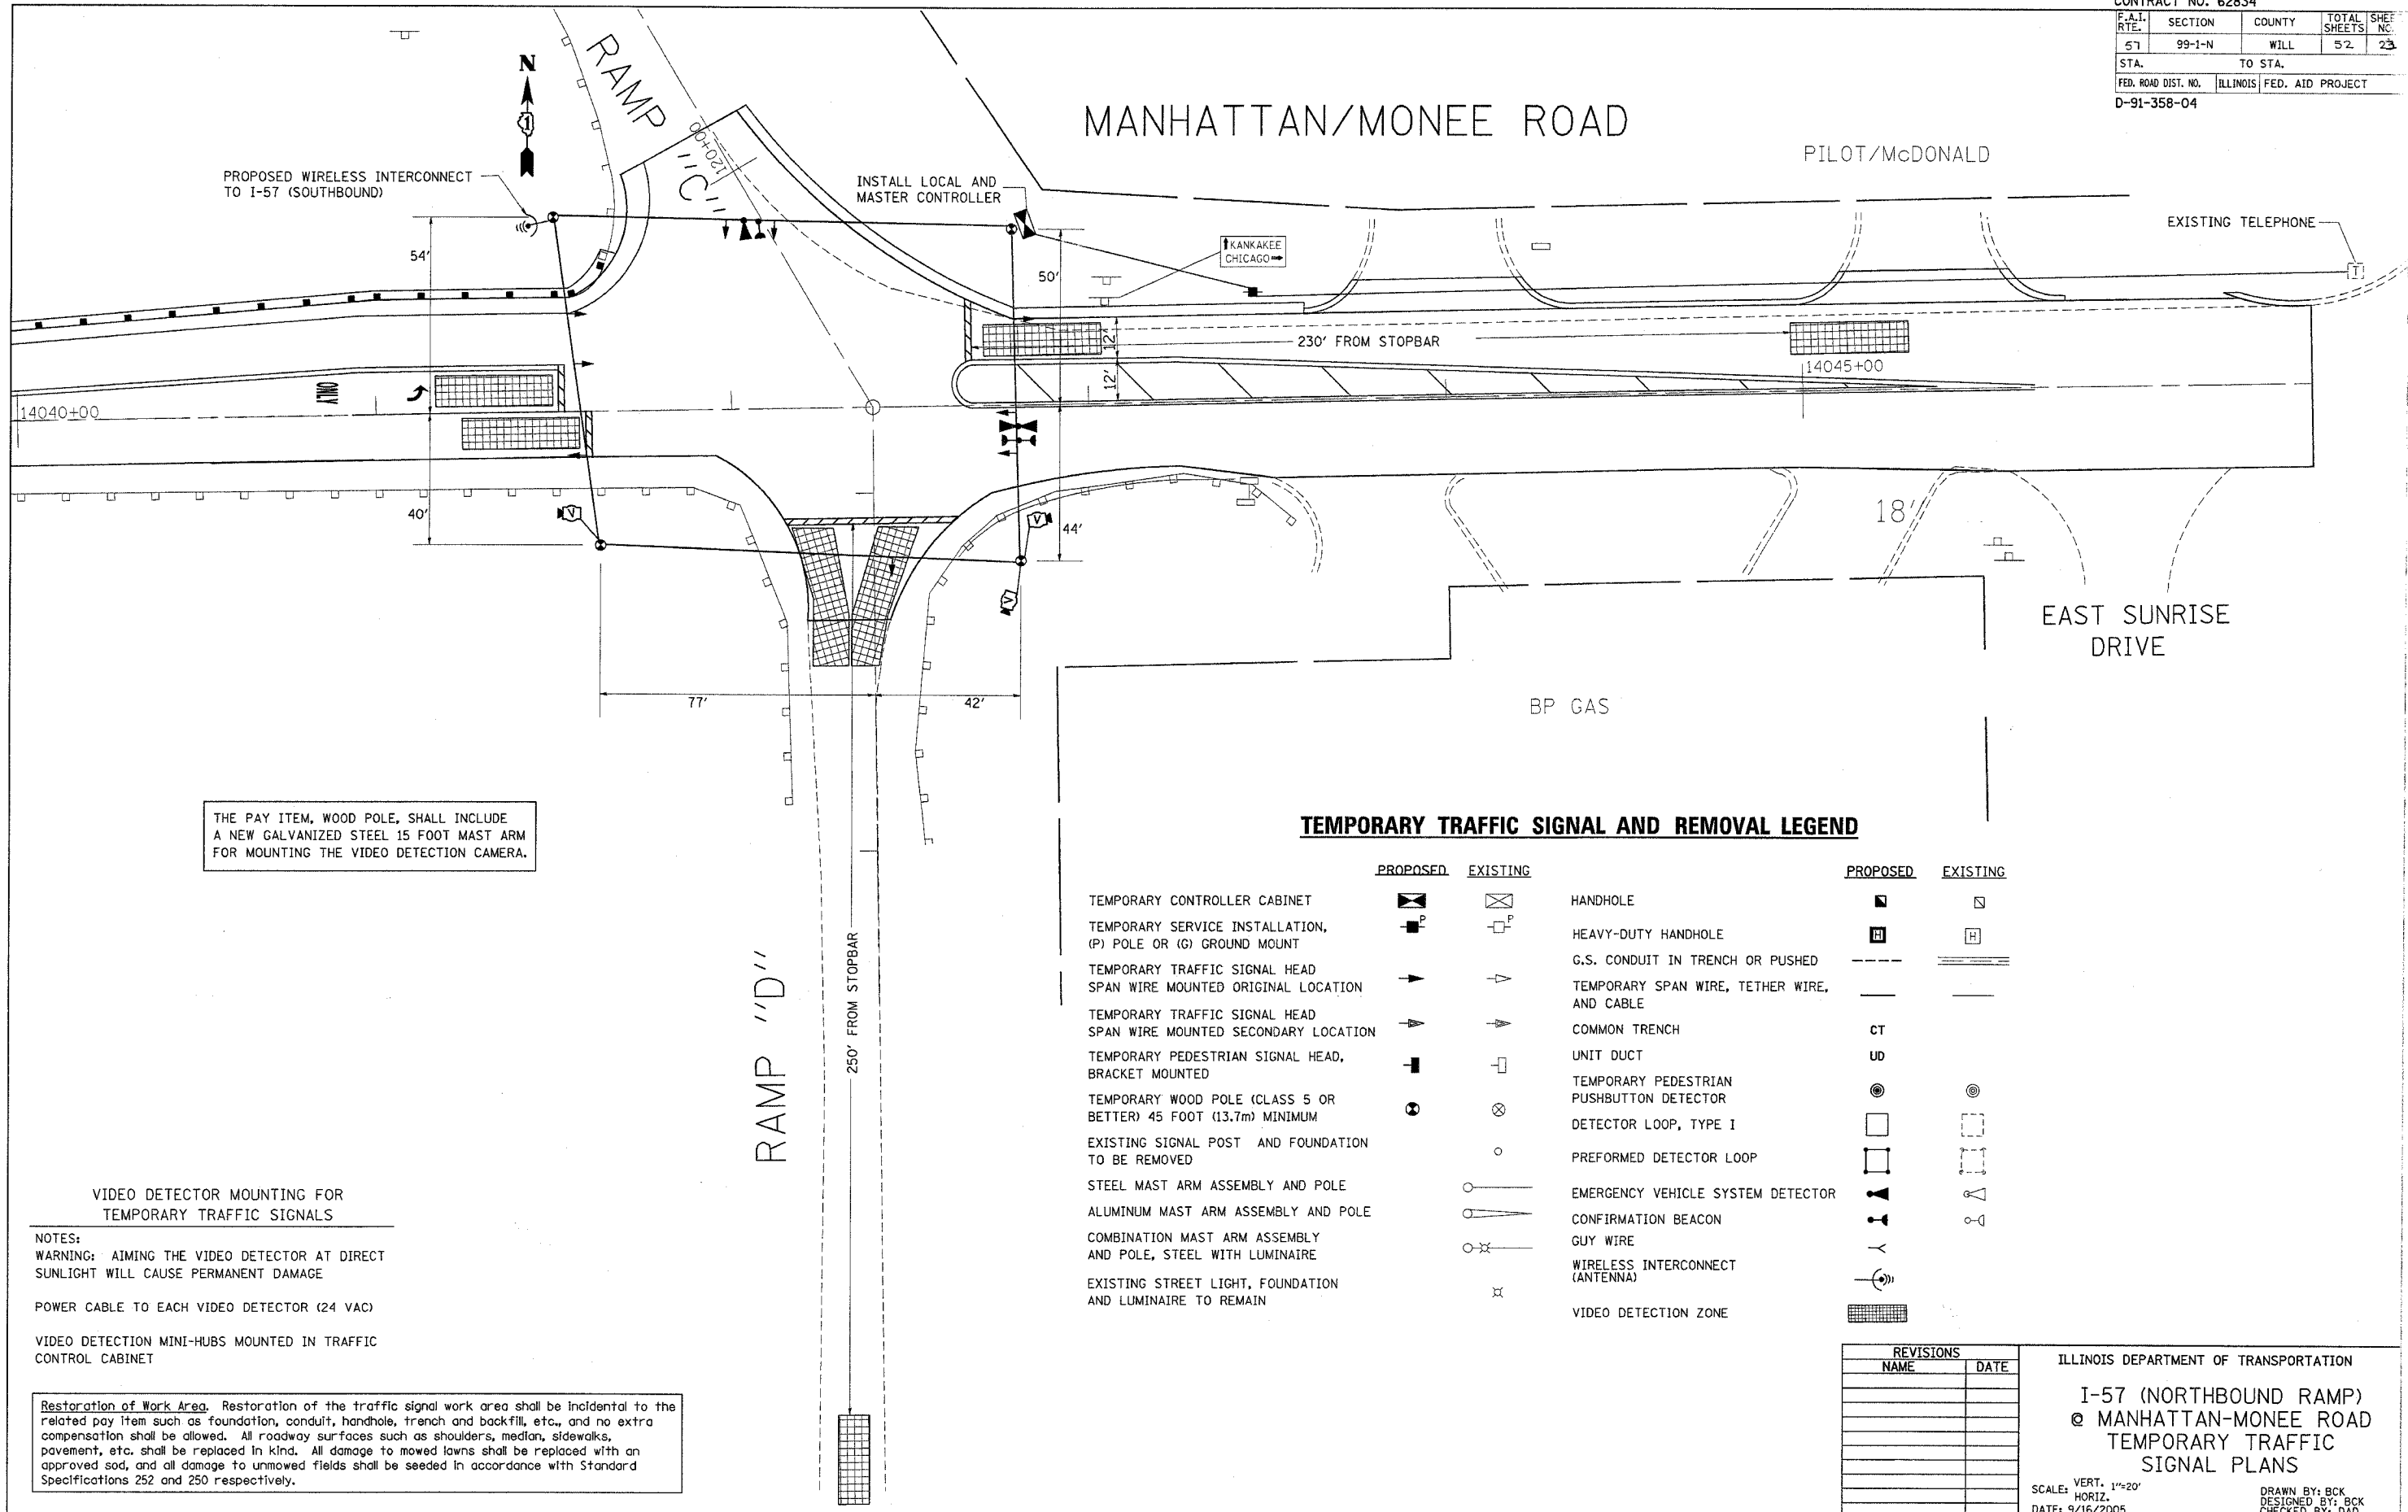 CONTRACT NO. 62834
F.A.I. RTE. SECTION COUNTY TOTAL SHEETS
57 99-1-N WILL 52 23
STA. TO STA.
FED. ROAD DIST. NO. ILLINOIS FED. AID PROJECT
D-91-358-04
N
1
RAMP "C"
120+00
MANHATTAN/MONEE ROAD
PILOT/McDONALD
PROPOSED WIRELESS INTERCONNECT
TO I-57 (SOUTHBOUND)
INSTALL LOCAL AND
MASTER CONTROLLER
EXISTING TELEPHONE
T
KANKAKEE
CHICAGO
54'
50'
12'
230' FROM STOPBAR
12'
14045+00
ONLY
14040+00
40'
V
V
44'
V
18'
EAST SUNRISE
DRIVE
77'
42'
BP GAS
THE PAY ITEM, WOOD POLE, SHALL INCLUDE
A NEW GALVANIZED STEEL 15 FOOT MAST ARM
FOR MOUNTING THE VIDEO DETECTION CAMERA.
RAMP "D"
250' FROM STOPBAR
TEMPORARY TRAFFIC SIGNAL AND REMOVAL LEGEND
PROPOSED EXISTING
TEMPORARY CONTROLLER CABINET
TEMPORARY SERVICE INSTALLATION, P P
(P) POLE OR (G) GROUND MOUNT
TEMPORARY TRAFFIC SIGNAL HEAD
SPAN WIRE MOUNTED ORIGINAL LOCATION
TEMPORARY TRAFFIC SIGNAL HEAD
SPAN WIRE MOUNTED SECONDARY LOCATION
TEMPORARY PEDESTRIAN SIGNAL HEAD,
BRACKET MOUNTED
TEMPORARY WOOD POLE (CLASS 5 OR
BETTER) 45 FOOT (13.7m) MINIMUM
EXISTING SIGNAL POST AND FOUNDATION
TO BE REMOVED
STEEL MAST ARM ASSEMBLY AND POLE
ALUMINUM MAST ARM ASSEMBLY AND POLE
COMBINATION MAST ARM ASSEMBLY
AND POLE, STEEL WITH LUMINAIRE
EXISTING STREET LIGHT, FOUNDATION
AND LUMINAIRE TO REMAIN
PROPOSED EXISTING
HANDHOLE
HEAVY-DUTY HANDHOLE H H
G.S. CONDUIT IN TRENCH OR PUSHED
TEMPORARY SPAN WIRE, TETHER WIRE,
AND CABLE
COMMON TRENCH CT
UNIT DUCT UD
TEMPORARY PEDESTRIAN
PUSHBUTTON DETECTOR
DETECTOR LOOP, TYPE I
PREFORMED DETECTOR LOOP
EMERGENCY VEHICLE SYSTEM DETECTOR
CONFIRMATION BEACON
GUY WIRE
WIRELESS INTERCONNECT
(ANTENNA)
VIDEO DETECTION ZONE
VIDEO DETECTOR MOUNTING FOR
TEMPORARY TRAFFIC SIGNALS
NOTES:
WARNING: AIMING THE VIDEO DETECTOR AT DIRECT
SUNLIGHT WILL CAUSE PERMANENT DAMAGE
POWER CABLE TO EACH VIDEO DETECTOR (24 VAC)
VIDEO DETECTION MINI-HUBS MOUNTED IN TRAFFIC
CONTROL CABINET
Restoration of Work Area. Restoration of the traffic signal work area shall be incidental to the
related pay item such as foundation, conduit, handhole, trench and backfill, etc., and no extra
compensation shall be allowed. All roadway surfaces such as shoulders, median, sidewalks,
pavement, etc. shall be replaced in kind. All damage to mowed lawns shall be replaced with an
approved sod, and all damage to unmowed fields shall be seeded in accordance with Standard
Specifications 252 and 250 respectively.
REVISIONS
NAME DATE
ILLINOIS DEPARTMENT OF TRANSPORTATION
I-57 (NORTHBOUND RAMP)
@ MANHATTAN-MONEE ROAD
TEMPORARY TRAFFIC
SIGNAL PLANS
SCALE: VERT. 1"=20'
HORIZ.
DATE: 9/16/2005
DRAWN BY: BCK
DESIGNED BY: BCK
CHECKED BY: DAD